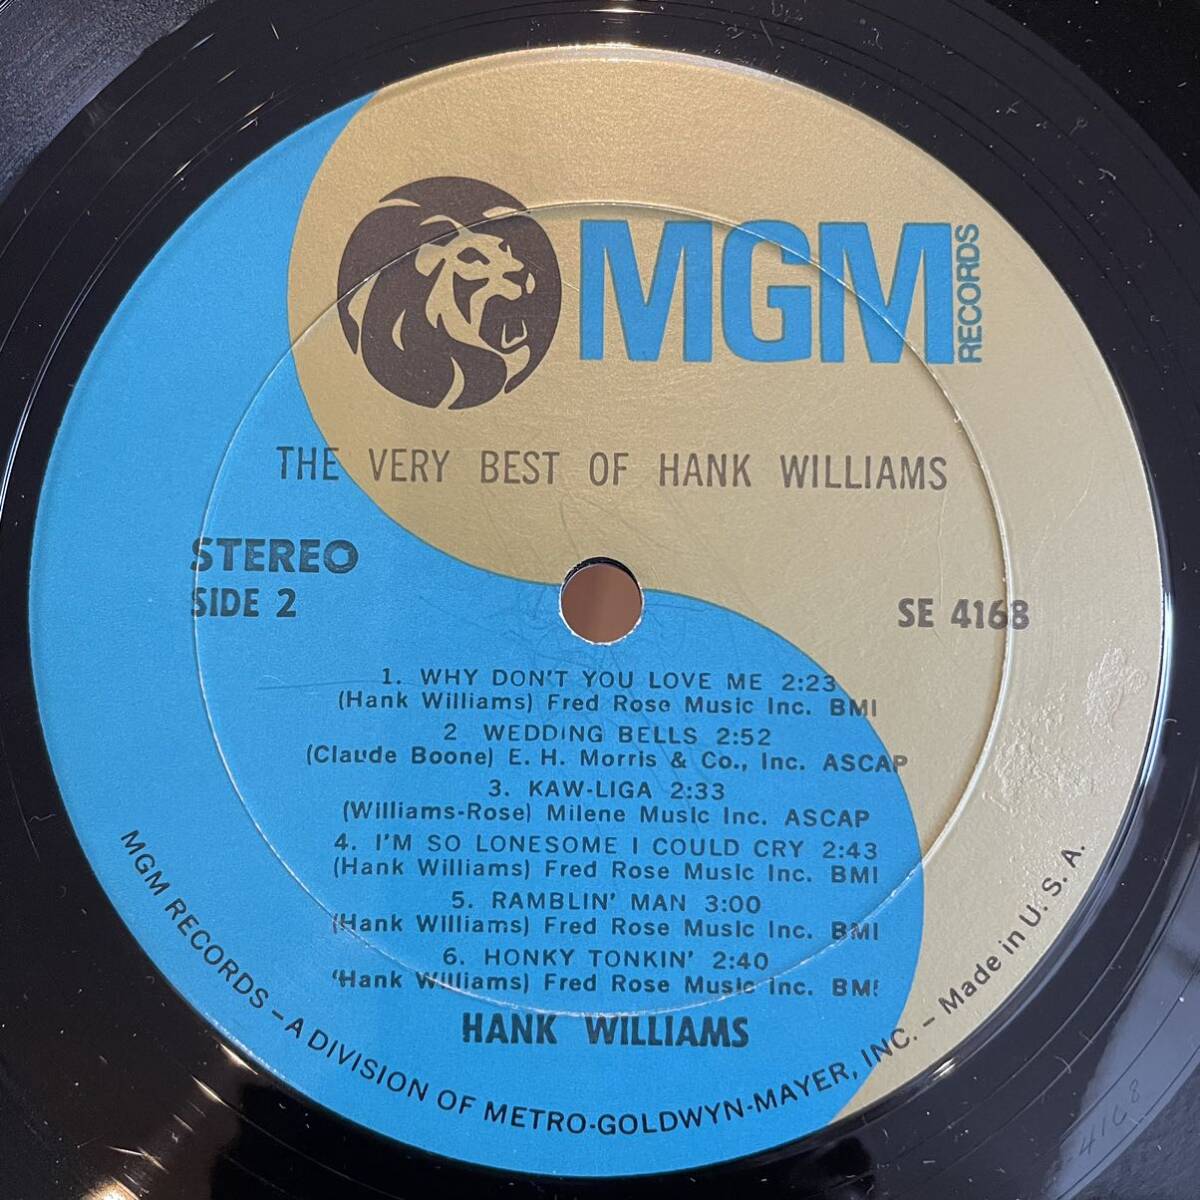 MGM
RECORDS
THE VERY BEST OF HANK WILLIAMS
STEREO
SIDE 2
SE 4168
1. WHY DON'T YOU LOVE ME 2:23
(Hank Williams) Fred Rose Music Inc. BMI
2 WEDDING BELLS 2:52
(Claude Boone) E. H. Morris & Co., Inc. ASCAP
3. KAW-LIGA 2:33
(Williams-Rose) Milene Music Inc. ASCAP
4. I'M SO LONESOME I COULD CRY 2:43
(Hank Williams) Fred Rose Music Inc. BMI
5. RAMBLIN' MAN 3:00
(Hank Williams) Fred Rose Music Inc. BMI
6. HONKY TONKIN' 2:40
(Hank Williams) Fred Rose Music Inc. BMI
HANK WILLIAMS
MGM RECORDS – A DIVISION OF METRO-GOLDWYN-MAYER, INC. – Made in U. S. A.
4168